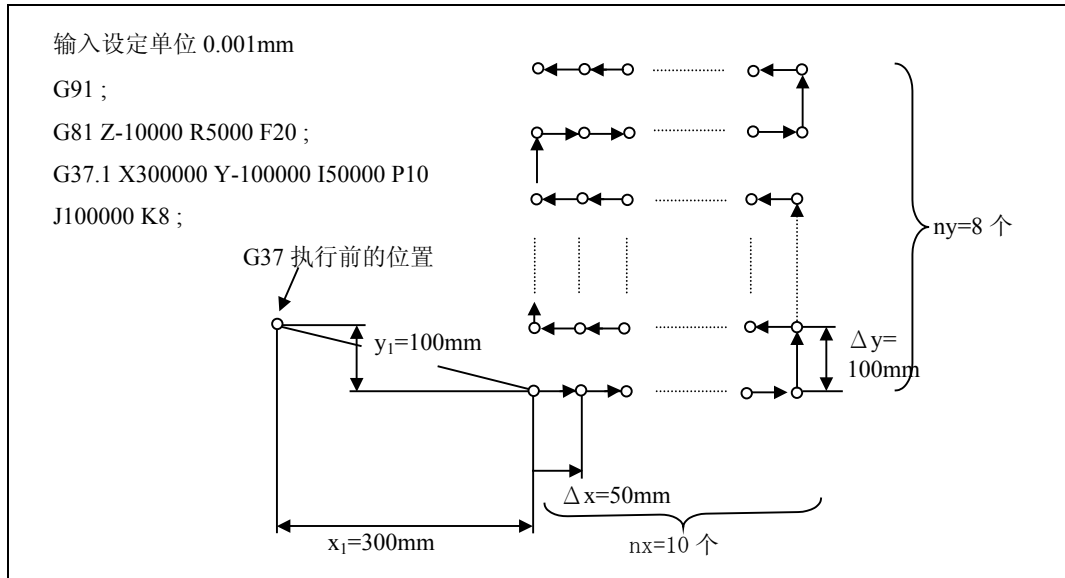 输入设定单位 0.001mm
G91 ;
G81 Z-10000 R5000 F20 ;
G37.1 X300000 Y-100000 I50000 P10
J100000 K8 ;
G37 执行前的位置
ny=8 个
y1=100mm
Δy=
100mm
Δx=50mm
x1=300mm
nx=10 个